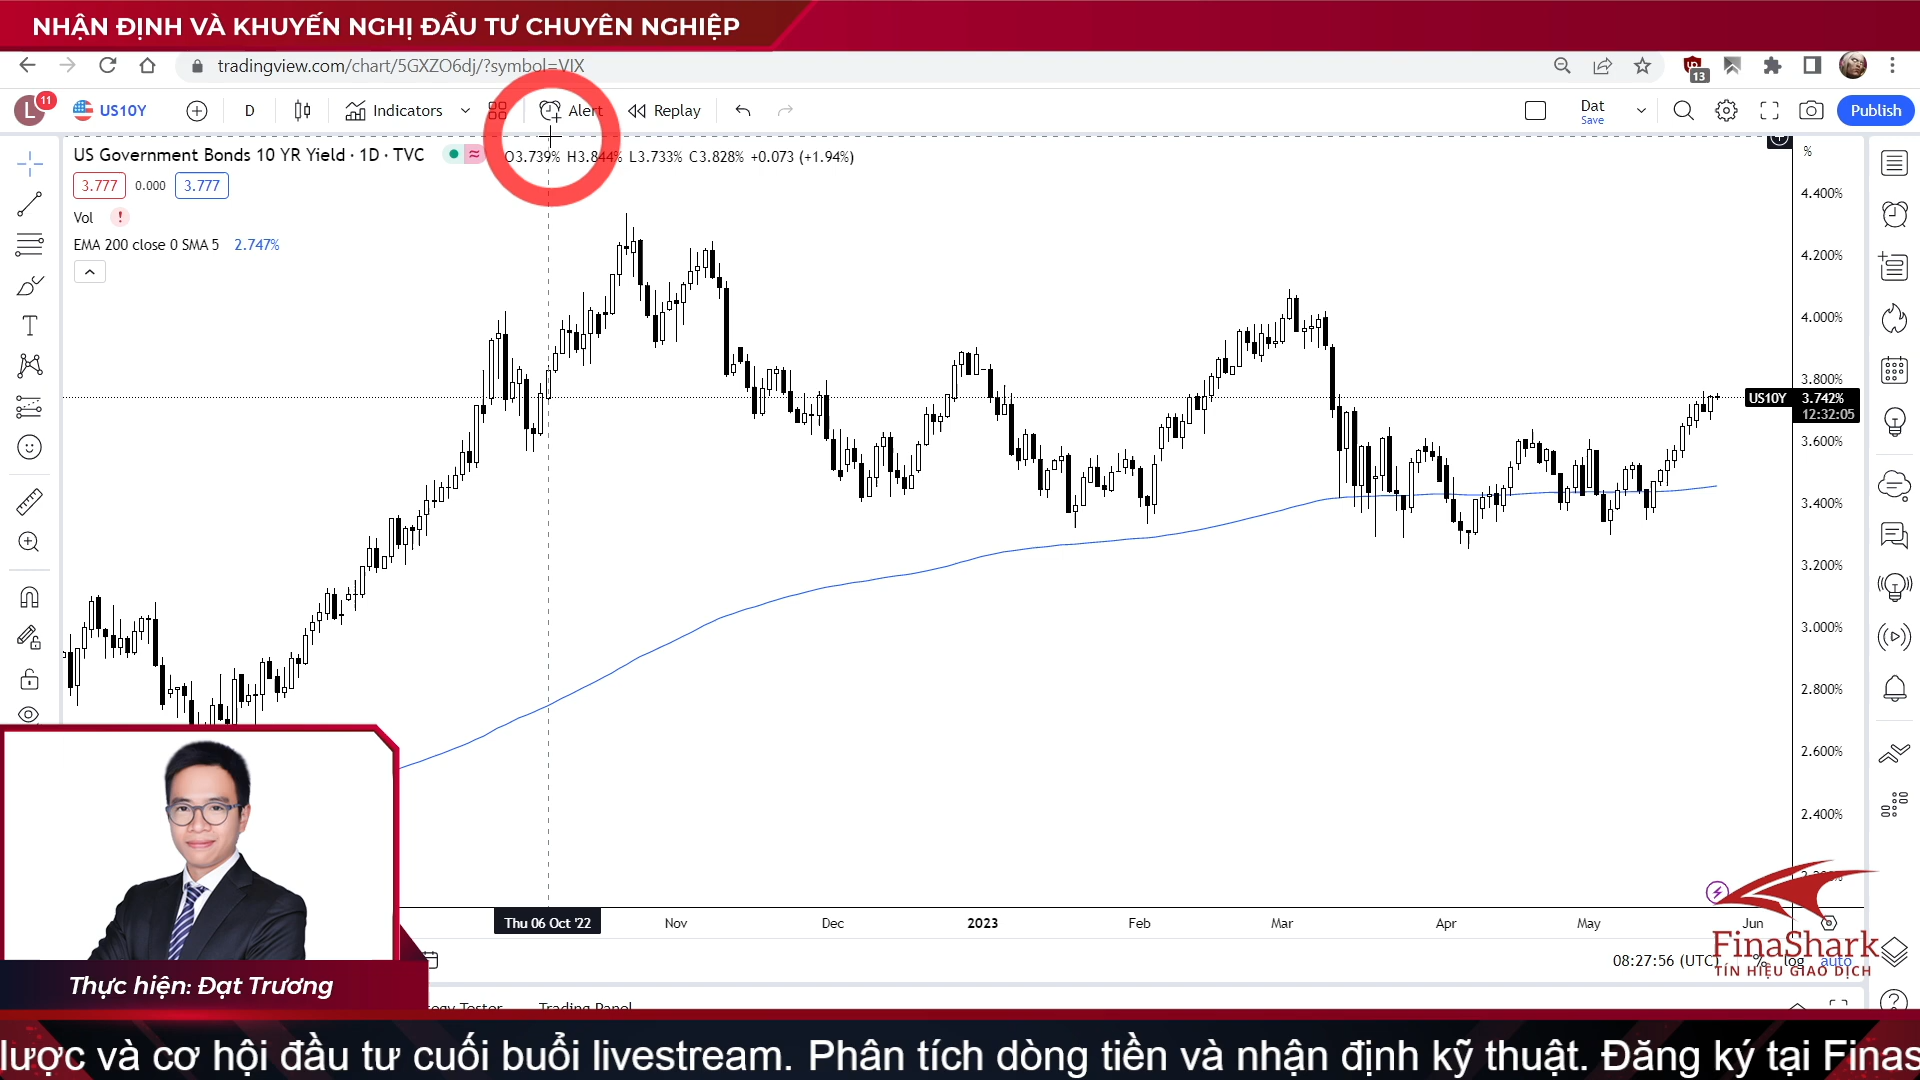 NHẬN ĐỊNH VÀ KHUYẾN NGHỊ ĐẦU TƯ CHUYÊN NGHIỆP
tradingview.com/chart/5GXZO6dj/?symbol=VIX
13
L 11 US10Y D Indicators Alert Replay Dat Save Publish
US Government Bonds 10 YR Yield · 1D · TVC O3.739% H3.844% L3.733% C3.828% +0.073 (+1.94%)
3.777 0.000 3.777
Vol !
EMA 200 close 0 SMA 5 2.747%
%
4.400%
4.200%
4.000%
3.800%
US10Y 3.742%
12:32:05
3.600%
3.400%
3.200%
3.000%
2.800%
2.600%
2.400%
Thu 06 Oct '22 Nov Dec 2023 Feb Mar Apr May Jun
08:27:56 (UTC) % log auto
FinaShark
TÍN HIỆU GIAO DỊCH
Thực hiện: Đạt Trương
Tester Trading Panel
lược và cơ hội đầu tư cuối buổi livestream. Phân tích dòng tiền và nhận định kỹ thuật. Đăng ký tại Finas